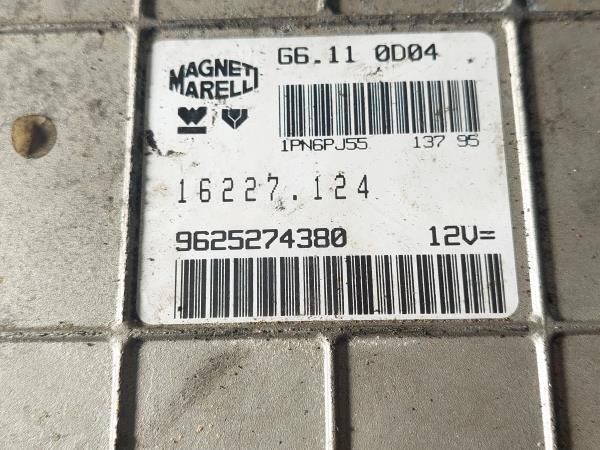 MAGNETI
MARELLI
G6.11 0D04
1PN6PJ55 137 95
16227.124
9625274380 12V=